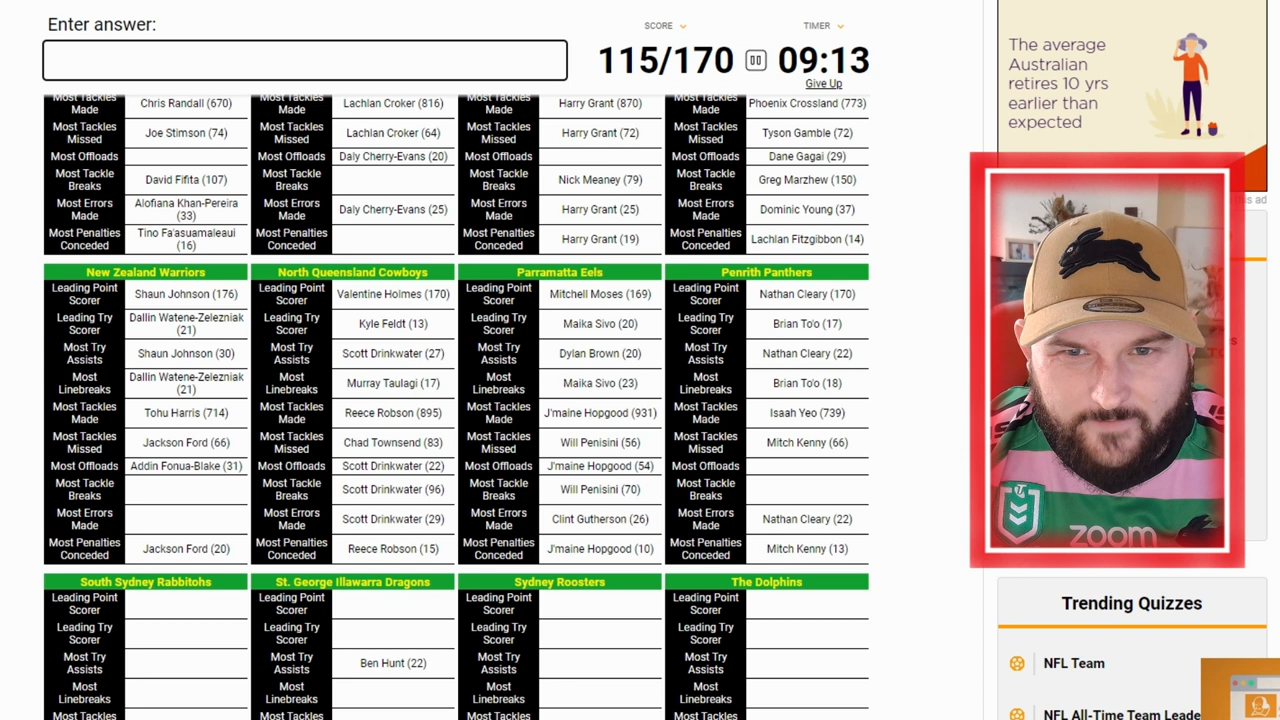 Enter answer:
SCORE
TIMER
115/170
09:13
Give Up
Most Tackles Made
Chris Randall (670)
Most Tackles Made
Lachlan Croker (816)
Most Tackles Made
Harry Grant (870)
Most Tackles Made
Phoenix Crossland (773)
Most Tackles Missed
Joe Stimson (74)
Most Tackles Missed
Lachlan Croker (64)
Most Tackles Missed
Harry Grant (72)
Most Tackles Missed
Tyson Gamble (72)
Most Offloads
Most Offloads
Daly Cherry-Evans (20)
Most Offloads
Most Offloads
Dane Gagai (29)
Most Tackle Breaks
David Fifita (107)
Most Tackle Breaks
Most Tackle Breaks
Nick Meaney (79)
Most Tackle Breaks
Greg Marzhew (150)
Most Errors Made
Alofiana Khan-Pereira (33)
Most Errors Made
Daly Cherry-Evans (25)
Most Errors Made
Harry Grant (25)
Most Errors Made
Dominic Young (37)
Most Penalties Conceded
Tino Fa'asuamaleaui (16)
Most Penalties Conceded
Most Penalties Conceded
Harry Grant (19)
Most Penalties Conceded
Lachlan Fitzgibbon (14)
New Zealand Warriors
North Queensland Cowboys
Parramatta Eels
Penrith Panthers
Leading Point Scorer
Shaun Johnson (176)
Leading Point Scorer
Valentine Holmes (170)
Leading Point Scorer
Mitchell Moses (169)
Leading Point Scorer
Nathan Cleary (170)
Leading Try Scorer
Dallin Watene-Zelezniak (21)
Leading Try Scorer
Kyle Feldt (13)
Leading Try Scorer
Maika Sivo (20)
Leading Try Scorer
Brian To'o (17)
Most Try Assists
Shaun Johnson (30)
Most Try Assists
Scott Drinkwater (27)
Most Try Assists
Dylan Brown (20)
Most Try Assists
Nathan Cleary (22)
Most Linebreaks
Dallin Watene-Zelezniak (21)
Most Linebreaks
Murray Taulagi (17)
Most Linebreaks
Maika Sivo (23)
Most Linebreaks
Brian To'o (18)
Most Tackles Made
Tohu Harris (714)
Most Tackles Made
Reece Robson (895)
Most Tackles Made
J'maine Hopgood (931)
Most Tackles Made
Isaah Yeo (739)
Most Tackles Missed
Jackson Ford (66)
Most Tackles Missed
Chad Townsend (83)
Most Tackles Missed
Will Penisini (56)
Most Tackles Missed
Mitch Kenny (66)
Most Offloads
Addin Fonua-Blake (31)
Most Offloads
Scott Drinkwater (22)
Most Offloads
J'maine Hopgood (54)
Most Offloads
Most Tackle Breaks
Most Tackle Breaks
Scott Drinkwater (96)
Most Tackle Breaks
Will Penisini (70)
Most Tackle Breaks
Most Errors Made
Most Errors Made
Scott Drinkwater (29)
Most Errors Made
Clint Gutherson (26)
Most Errors Made
Nathan Cleary (22)
Most Penalties Conceded
Jackson Ford (20)
Most Penalties Conceded
Reece Robson (15)
Most Penalties Conceded
J'maine Hopgood (10)
Most Penalties Conceded
Mitch Kenny (13)
South Sydney Rabbitohs
St. George Illawarra Dragons
Sydney Roosters
The Dolphins
Leading Point Scorer
Leading Point Scorer
Leading Point Scorer
Leading Point Scorer
Leading Try Scorer
Leading Try Scorer
Leading Try Scorer
Leading Try Scorer
Most Try Assists
Most Try Assists
Ben Hunt (22)
Most Try Assists
Most Try Assists
Most Linebreaks
Most Linebreaks
Most Linebreaks
Most Linebreaks
Most Tackles
Most Tackles
Most Tackles
Most Tackles
The average
Australian
retires 10 yrs
earlier than
expected
this ad
zoom
Trending Quizzes
NFL Team
NFL All-Time Team Leade